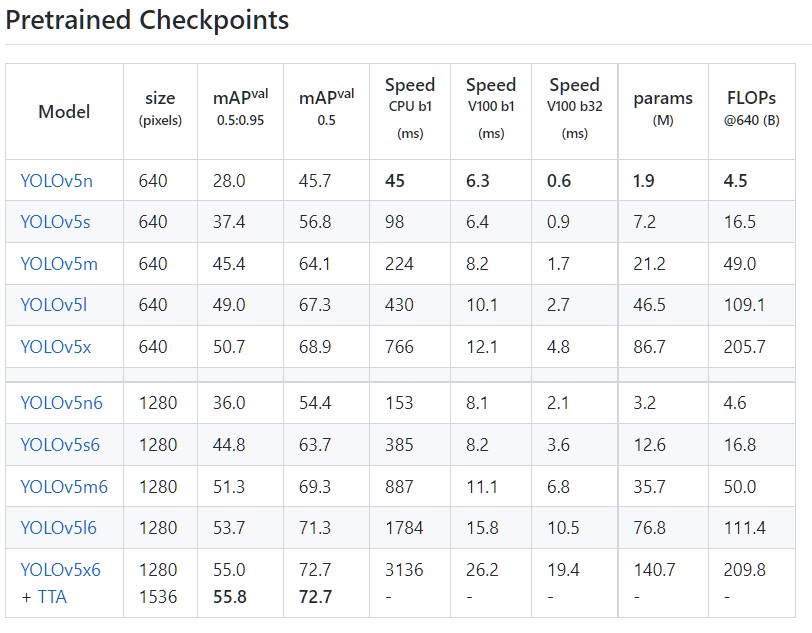 Pretrained Checkpoints
Model size (pixels) mAPval 0.5:0.95 mAPval 0.5 Speed CPU b1 (ms) Speed V100 b1 (ms) Speed V100 b32 (ms) params (M) FLOPs @640 (B)
YOLOv5n 640 28.0 45.7 45 6.3 0.6 1.9 4.5
YOLOv5s 640 37.4 56.8 98 6.4 0.9 7.2 16.5
YOLOv5m 640 45.4 64.1 224 8.2 1.7 21.2 49.0
YOLOv5l 640 49.0 67.3 430 10.1 2.7 46.5 109.1
YOLOv5x 640 50.7 68.9 766 12.1 4.8 86.7 205.7
YOLOv5n6 1280 36.0 54.4 153 8.1 2.1 3.2 4.6
YOLOv5s6 1280 44.8 63.7 385 8.2 3.6 12.6 16.8
YOLOv5m6 1280 51.3 69.3 887 11.1 6.8 35.7 50.0
YOLOv5l6 1280 53.7 71.3 1784 15.8 10.5 76.8 111.4
YOLOv5x6 1280 55.0 72.7 3136 26.2 19.4 140.7 209.8
+ TTA 1536 55.8 72.7 - - - - -